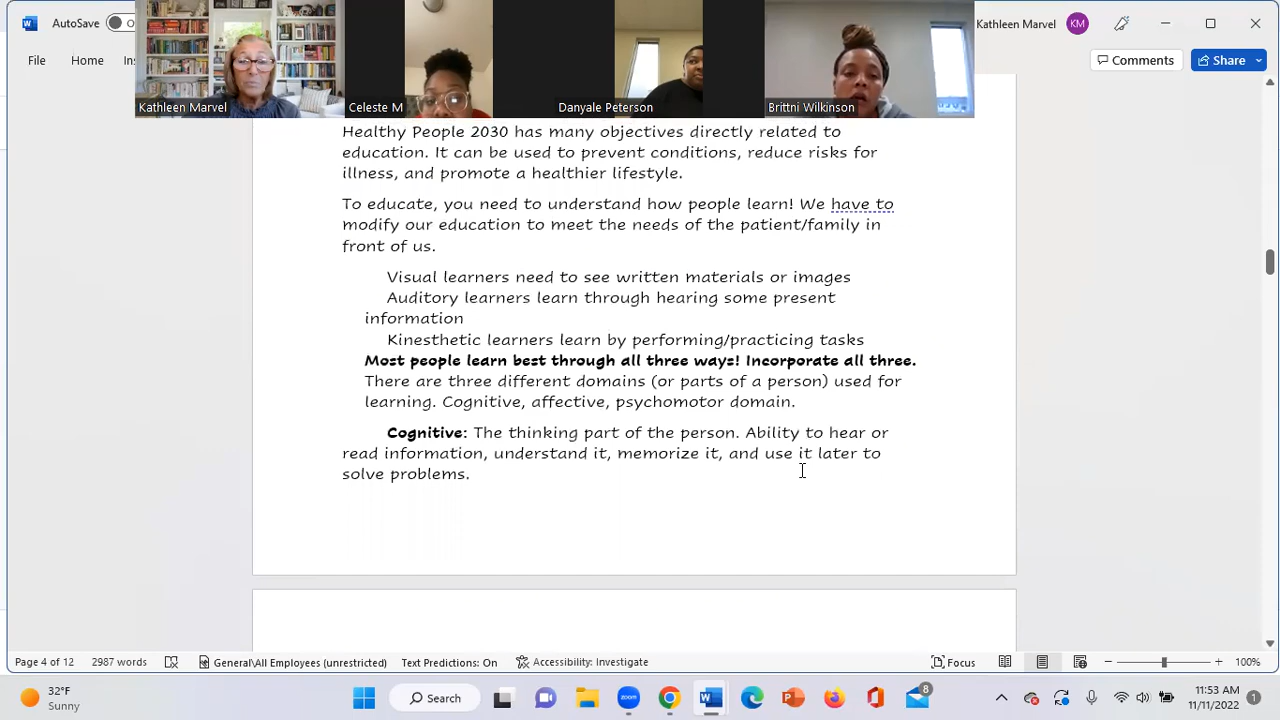 AutoSave
Kathleen Marvel
KM
File
Home
Ins
Comments
Share
Kathleen Marvel
Celeste M
Danyale Peterson
Brittni Wilkinson
Healthy People 2030 has many objectives directly related to
education. It can be used to prevent conditions, reduce risks for
illness, and promote a healthier lifestyle.
To educate, you need to understand how people learn! We have to
modify our education to meet the needs of the patient/family in
front of us.
Visual learners need to see written materials or images
Auditory learners learn through hearing some present
information
Kinesthetic learners learn by performing/practicing tasks
Most people learn best through all three ways! Incorporate all three.
There are three different domains (or parts of a person) used for
learning. Cognitive, affective, psychomotor domain.
Cognitive: The thinking part of the person. Ability to hear or
read information, understand it, memorize it, and use it later to
solve problems.
Page 4 of 12
2987 words
General\All Employees (unrestricted)
Text Predictions: On
Accessibility: Investigate
Focus
100%
32°F
Sunny
Search
zoom
8
11:53 AM
11/11/2022
1